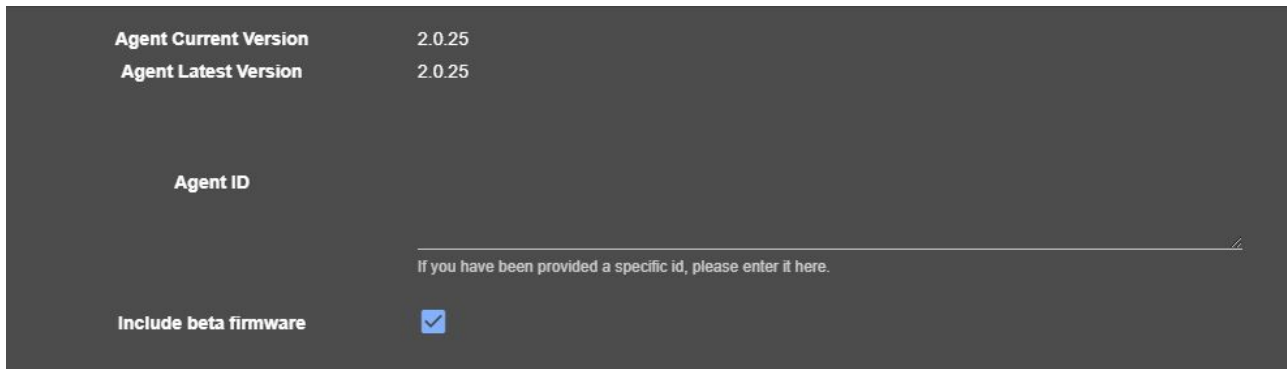 Agent Current Version 2.0.25
Agent Latest Version 2.0.25
Agent ID
If you have been provided a specific id, please enter it here.
Include beta firmware